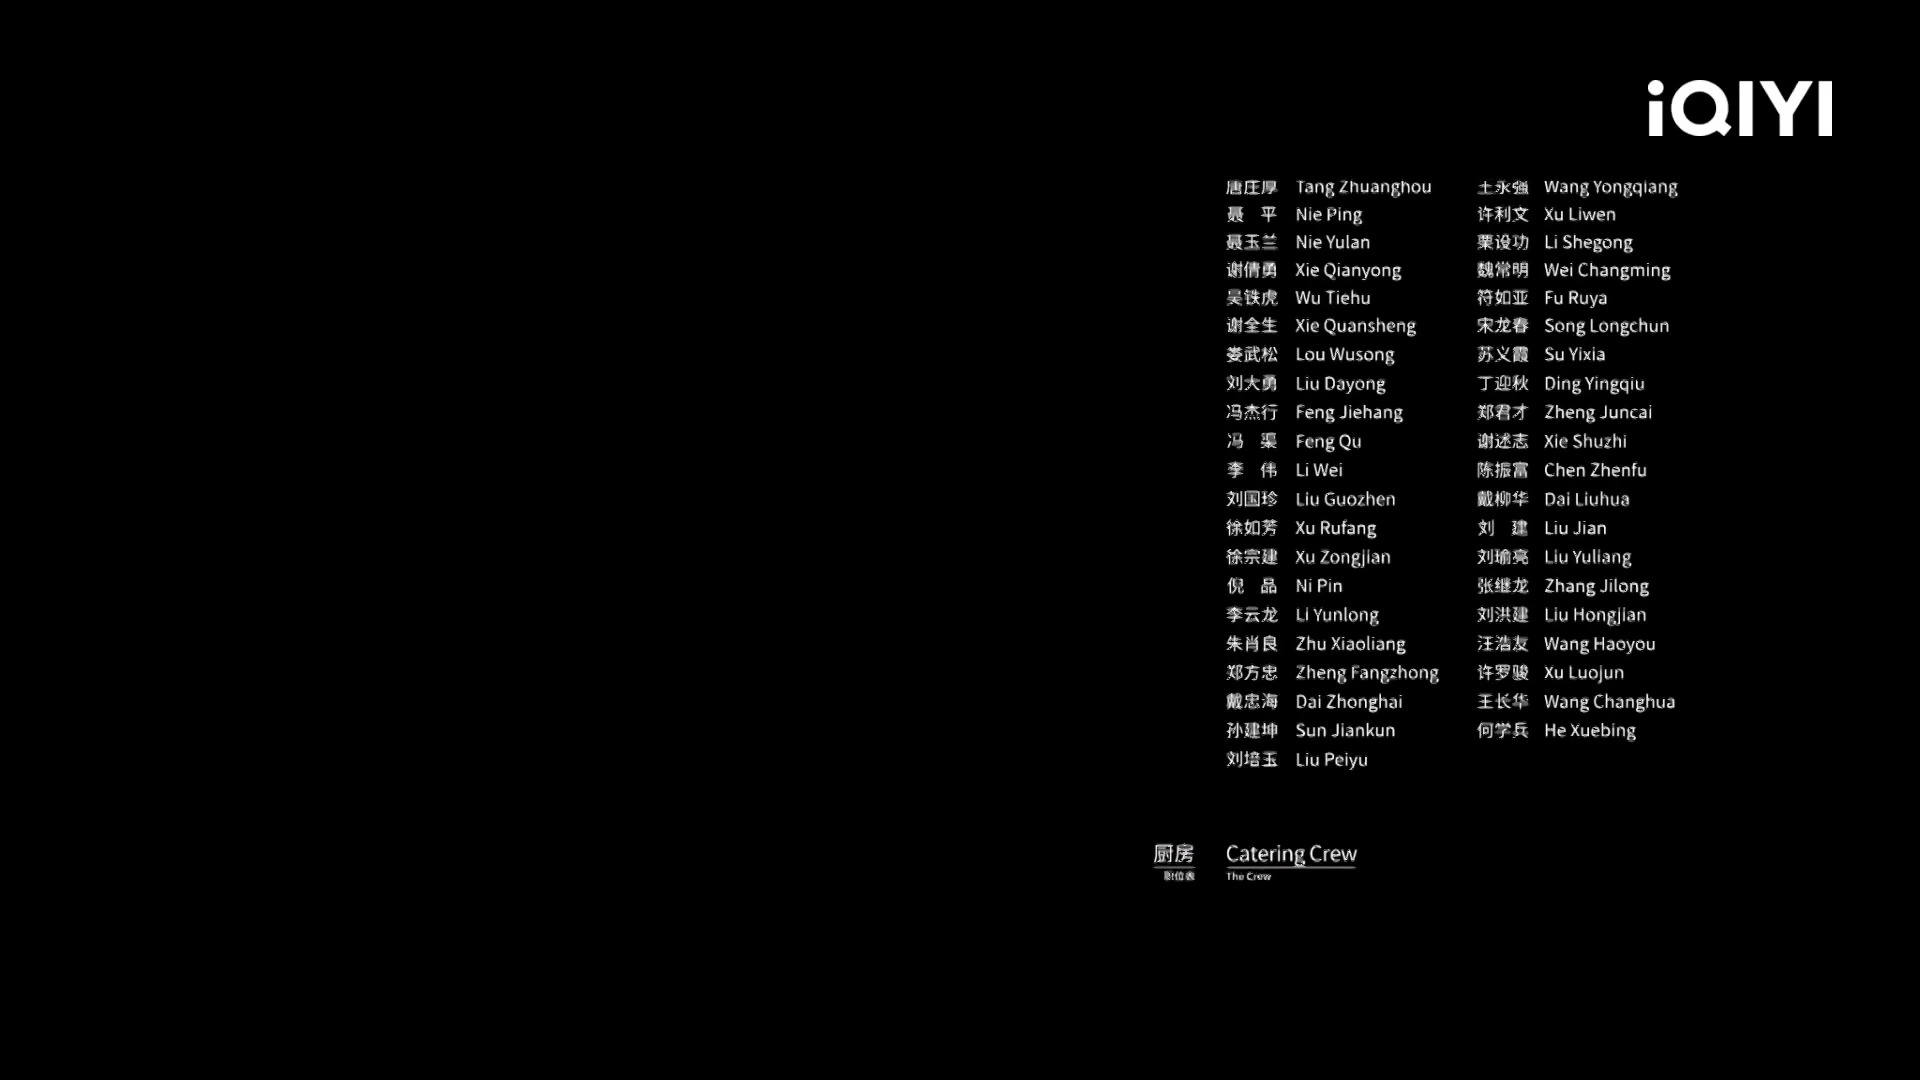 iQIYI
唐庄厚 Tang Zhuanghou 王永强 Wang Yongqiang
聂 平 Nie Ping 许利文 Xu Liwen
聂玉兰 Nie Yulan 栗设功 Li Shegong
谢倩勇 Xie Qianyong 魏常明 Wei Changming
吴铁虎 Wu Tiehu 符如亚 Fu Ruya
谢全生 Xie Quansheng 宋龙春 Song Longchun
娄武松 Lou Wusong 苏义霞 Su Yixia
刘大勇 Liu Dayong 丁迎秋 Ding Yingqiu
冯杰行 Feng Jiehang 郑君才 Zheng Juncai
冯 渠 Feng Qu 谢述志 Xie Shuzhi
李 伟 Li Wei 陈振富 Chen Zhenfu
刘国珍 Liu Guozhen 戴柳华 Dai Liuhua
徐如芳 Xu Rufang 刘 建 Liu Jian
徐宗建 Xu Zongjian 刘瑜亮 Liu Yuliang
倪 品 Ni Pin 张继龙 Zhang Jilong
李云龙 Li Yunlong 刘洪建 Liu Hongjian
朱肖良 Zhu Xiaoliang 汪浩友 Wang Haoyou
郑方忠 Zheng Fangzhong 许罗骏 Xu Luojun
戴忠海 Dai Zhonghai 王长华 Wang Changhua
孙建坤 Sun Jiankun 何学兵 He Xuebing
刘培玉 Liu Peiyu
厨房 Catering Crew
职位表 The Crew